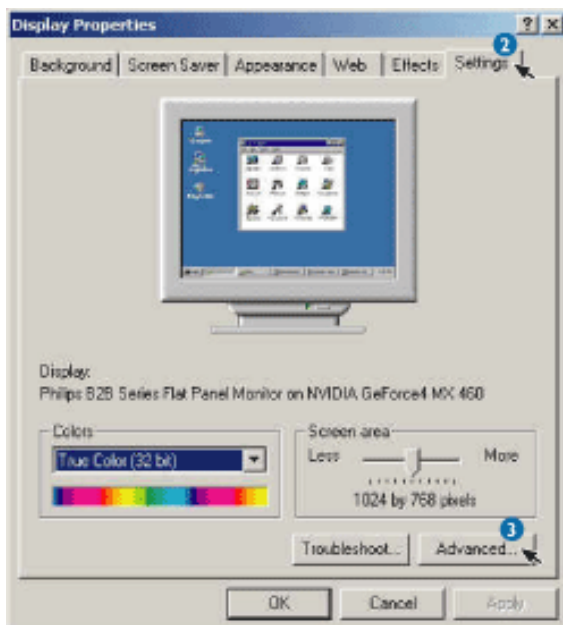 Display Properties
2
Background Screen Saver Appearance Web Effects Settings
Display:
Philips B2B Series Flat Panel Monitor on NVIDIA GeForce4 MX 460
Colors
Screen area
True Color (32 bit)
Less More
1024 by 768 pixels
3
Troubleshoot... Advanced...
OK Cancel Apply